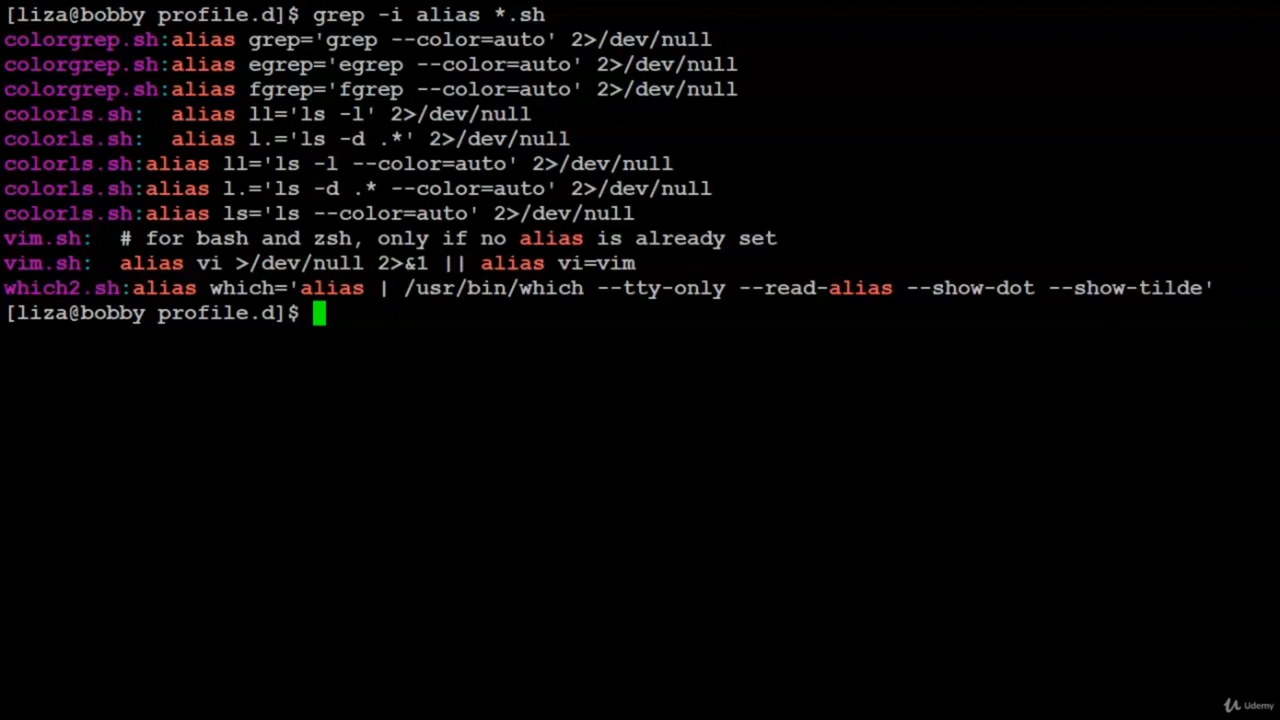 [liza@bobby profile.d]$ grep -i alias *.sh
colorgrep.sh:alias grep='grep --color=auto' 2>/dev/null
colorgrep.sh:alias egrep='egrep --color=auto' 2>/dev/null
colorgrep.sh:alias fgrep='fgrep --color=auto' 2>/dev/null
colorls.sh:  alias ll='ls -l' 2>/dev/null
colorls.sh:  alias l.='ls -d .*' 2>/dev/null
colorls.sh:alias ll='ls -l --color=auto' 2>/dev/null
colorls.sh:alias l.='ls -d .* --color=auto' 2>/dev/null
colorls.sh:alias ls='ls --color=auto' 2>/dev/null
vim.sh:  # for bash and zsh, only if no alias is already set
vim.sh:  alias vi >/dev/null 2>&1 || alias vi=vim
which2.sh:alias which='alias | /usr/bin/which --tty-only --read-alias --show-dot --show-tilde'
[liza@bobby profile.d]$
Udemy